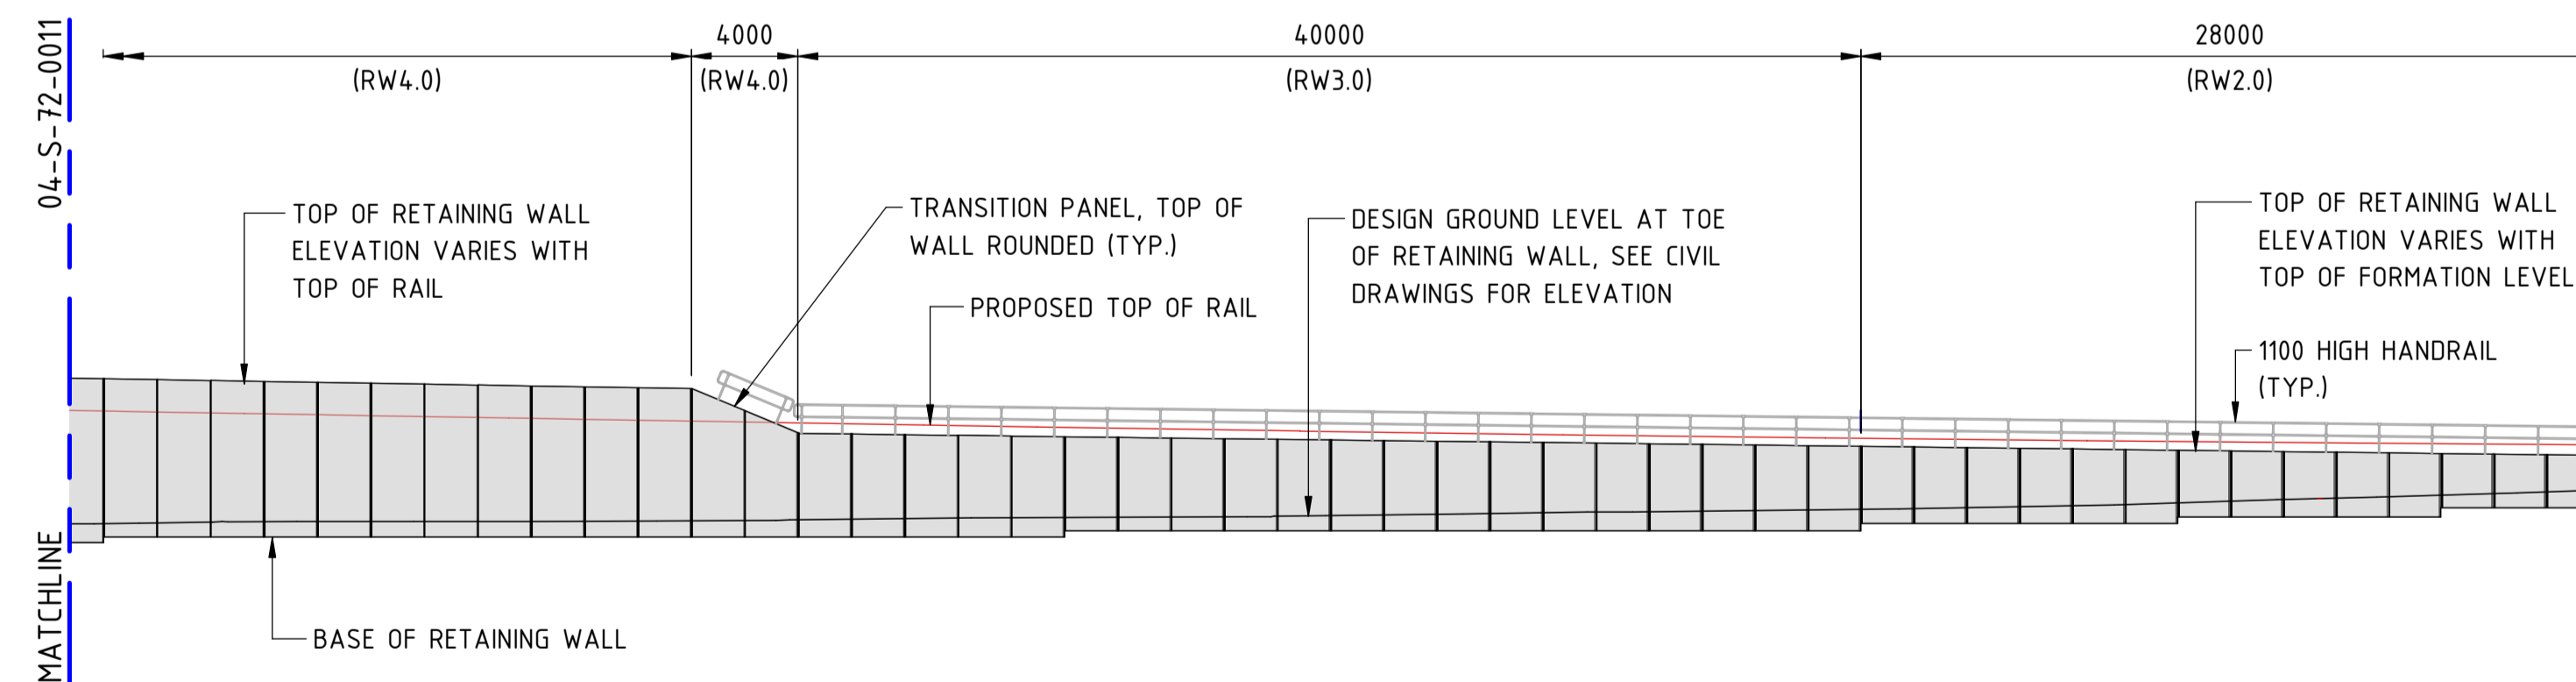 04-S-72-0011
MATCHLINE
4000
40000
28000
(RW4.0)
(RW4.0)
(RW3.0)
(RW2.0)
TOP OF RETAINING WALL
ELEVATION VARIES WITH
TOP OF RAIL
TRANSITION PANEL, TOP OF
WALL ROUNDED (TYP.)
PROPOSED TOP OF RAIL
DESIGN GROUND LEVEL AT TOE
OF RETAINING WALL, SEE CIVIL
DRAWINGS FOR ELEVATION
TOP OF RETAINING WALL
ELEVATION VARIES WITH
TOP OF FORMATION LEVEL
1100 HIGH HANDRAIL
(TYP.)
BASE OF RETAINING WALL